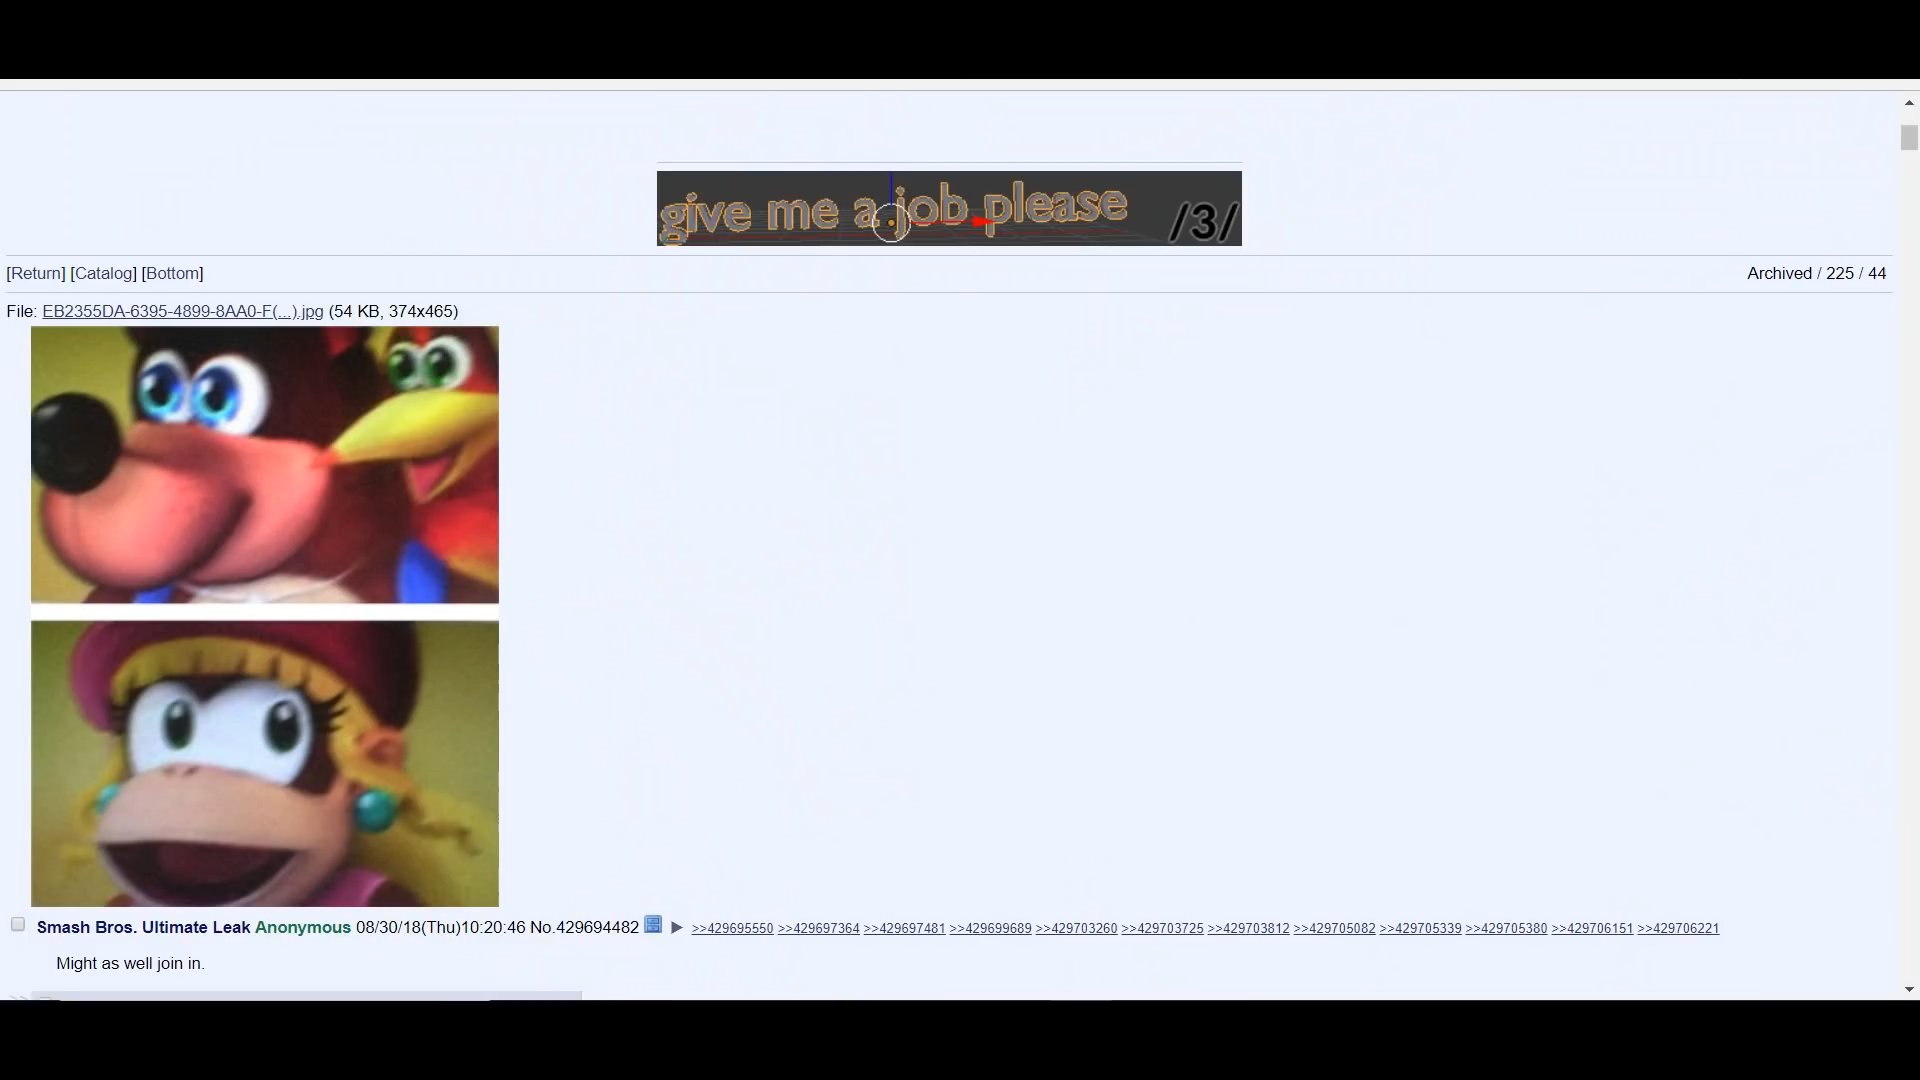 give me a job please /3/
[Return] [Catalog] [Bottom]
Archived / 225 / 44
File: EB2355DA-6395-4899-8AA0-F(...).jpg (54 KB, 374x465)
Smash Bros. Ultimate Leak Anonymous 08/30/18(Thu)10:20:46 No.429694482 ▶ >>429695550 >>429697364 >>429697481 >>429699689 >>429703260 >>429703725 >>429703812 >>429705082 >>429705339 >>429705380 >>429706151 >>429706221
Might as well join in.